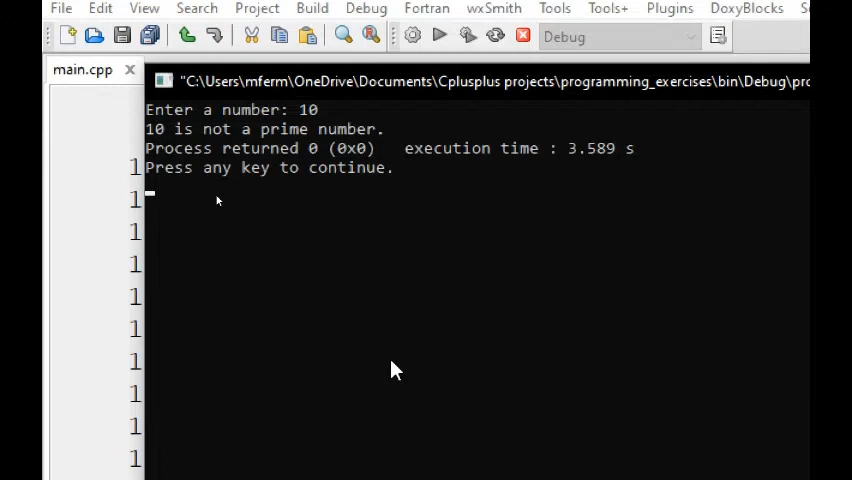 File Edit View Search Project Build Debug Fortran wxSmith Tools Tools+ Plugins DoxyBlocks
Debug
main.cpp
"C:\Users\mferm\OneDrive\Documents\Cplusplus projects\programming_exercises\bin\Debug\pro
Enter a number: 10
10 is not a prime number.
Process returned 0 (0x0)   execution time : 3.589 s
Press any key to continue.
1
1
1
1
1
1
1
1
1
1